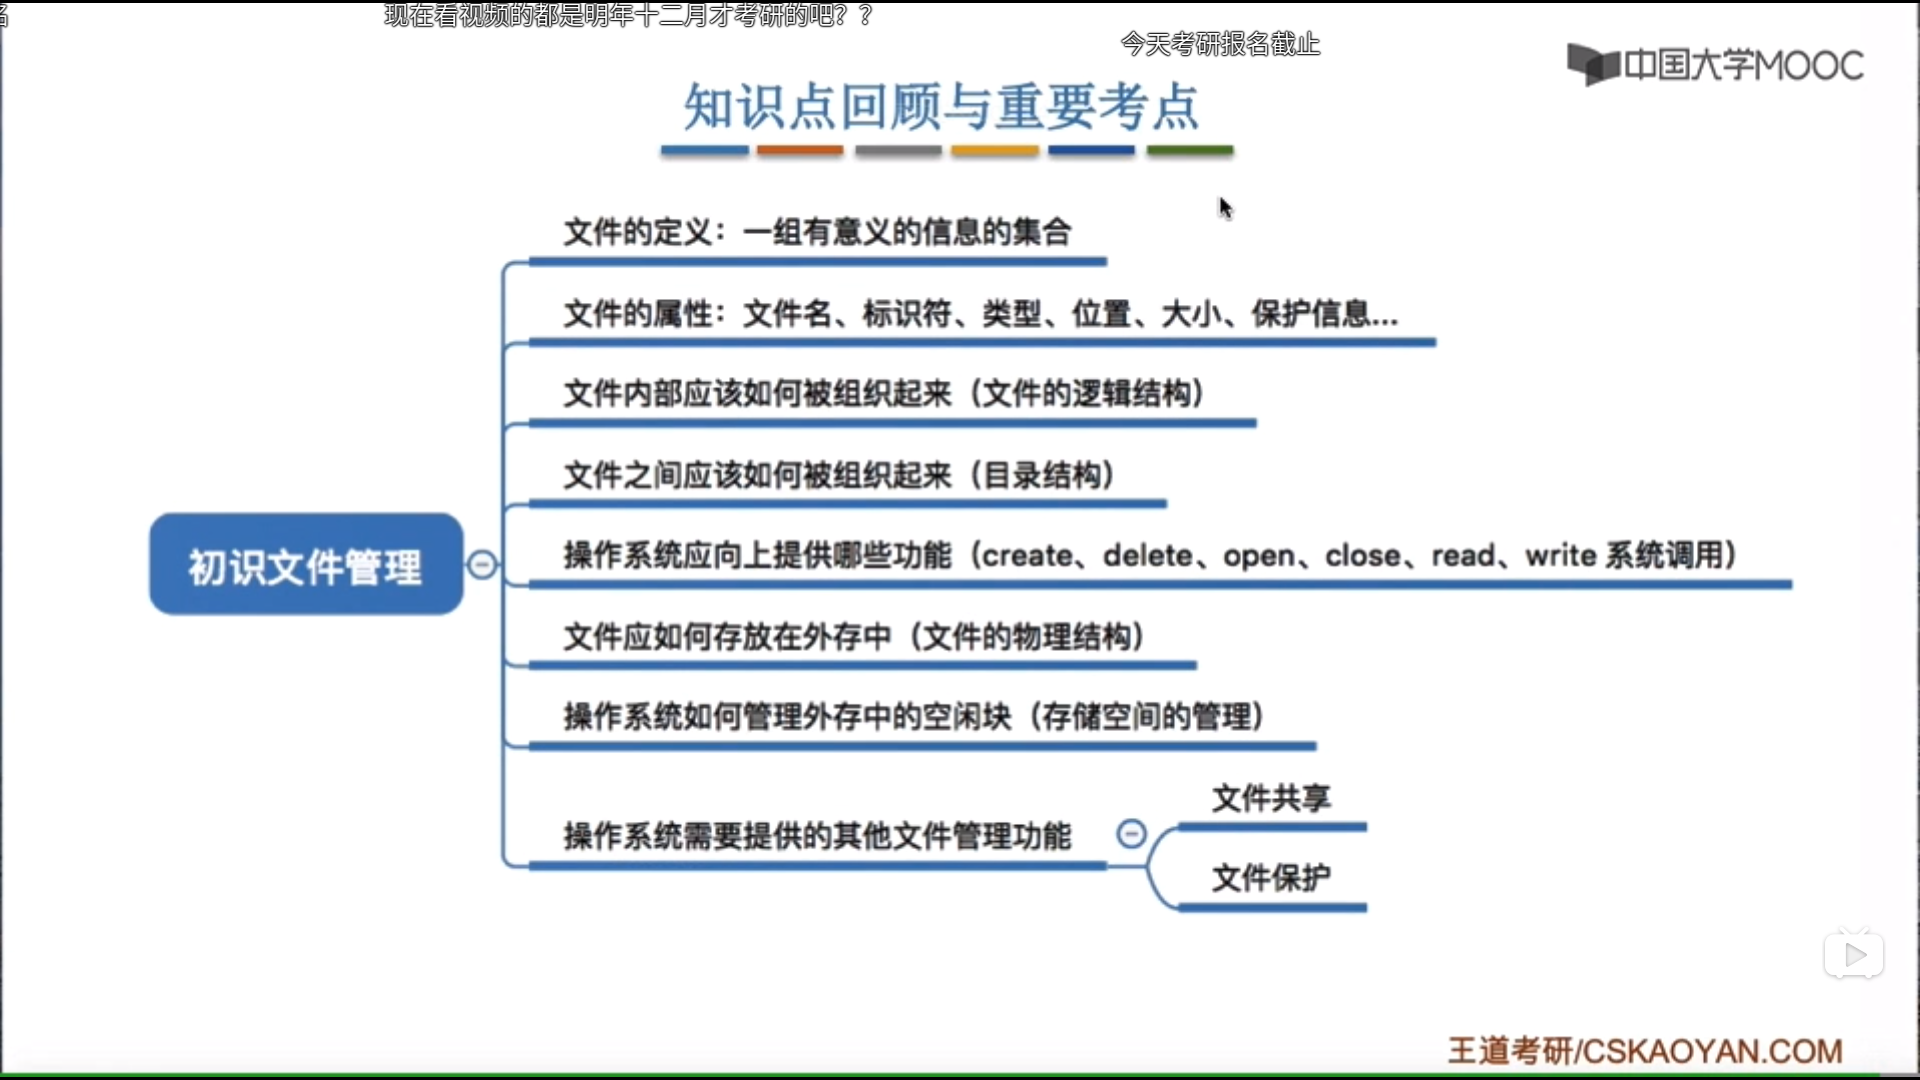 现在看视频的都是明年十二月才考研的吧？？
今天考研报名截止
中国大学MOOC
知识点回顾与重要考点
文件的定义：一组有意义的信息的集合
文件的属性：文件名、标识符、类型、位置、大小、保护信息...
文件内部应该如何被组织起来（文件的逻辑结构）
文件之间应该如何被组织起来（目录结构）
初识文件管理
操作系统应向上提供哪些功能（create、delete、open、close、read、write 系统调用）
文件应如何存放在外存中（文件的物理结构）
操作系统如何管理外存中的空闲块（存储空间的管理）
操作系统需要提供的其他文件管理功能
文件共享
文件保护
王道考研/CSKAOYAN.COM